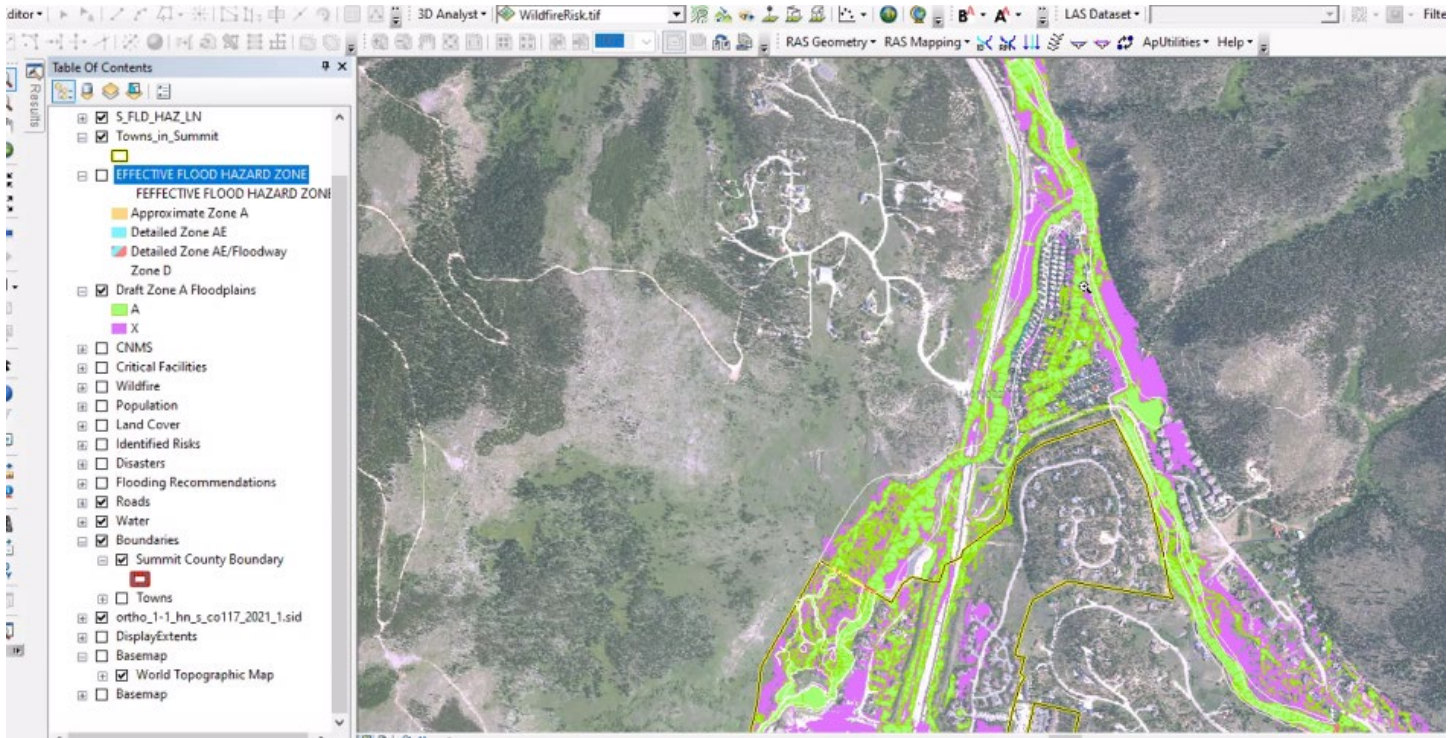 ditor
3D Analyst
WildfireRisk.tif
LAS Dataset
Filte
RAS Geometry RAS Mapping ApUtilities Help
Results
Table Of Contents
S_FLD_HAZ_LN
Towns_in_Summit
EFFECTIVE FLOOD HAZARD ZONE
FEFFECTIVE FLOOD HAZARD ZONE
Approximate Zone A
Detailed Zone AE
Detailed Zone AE/Floodway
Zone D
Draft Zone A Floodplains
A
X
CNMS
Critical Facilities
Wildfire
Population
Land Cover
Identified Risks
Disasters
Flooding Recommendations
Roads
Water
Boundaries
Summit County Boundary
Towns
ortho_1-1_hn_s_co117_2021_1.sid
DisplayExtents
Basemap
World Topographic Map
Basemap